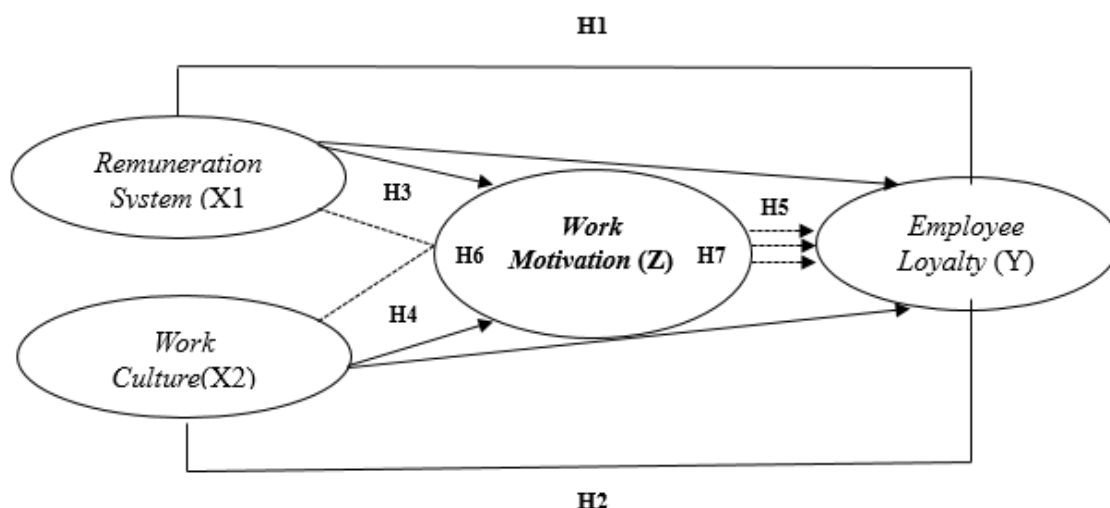 H1
Remuneration
System (X1
H3
H5
Work
Motivation (Z)
Employee
Loyalty (Y)
H6
H7
H4
Work
Culture(X2)
H2